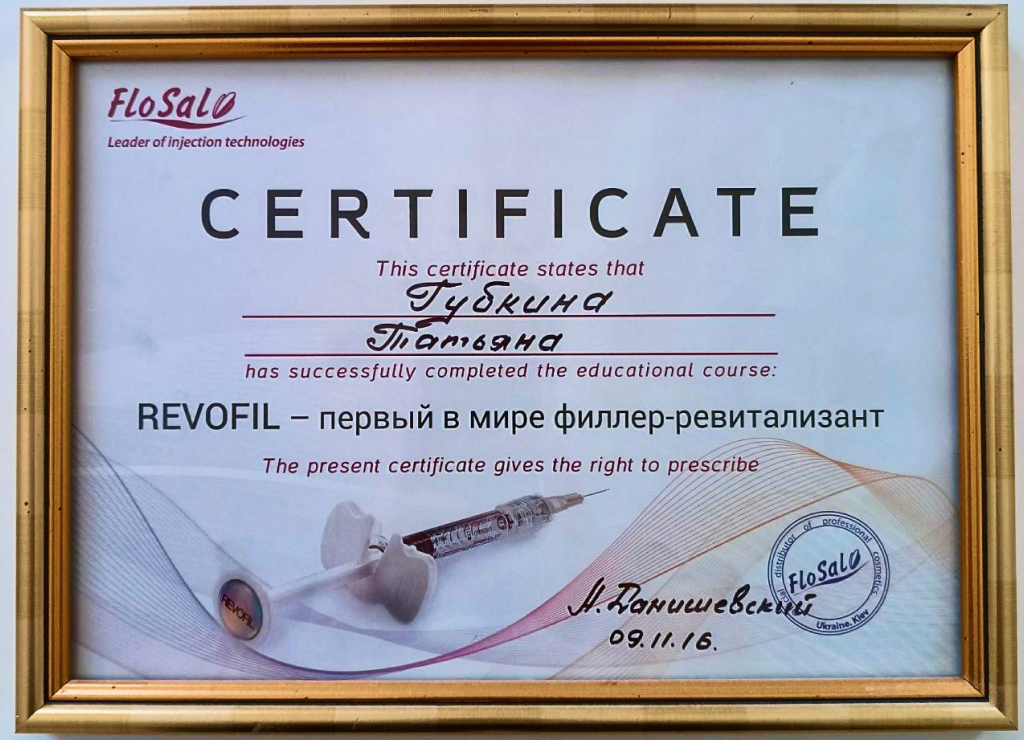 FloSal
Leader of injection technologies
CERTIFICATE
This certificate states that
Губкина
Татьяна
has successfully completed the educational course:
REVOFIL – первый в мире филлер-ревитализант
The present certificate gives the right to prescribe
REVOFIL
distributor of professional cosmetics,
FloSal
Ukraine, Kiev
Н. Данишевский
09.11.16.